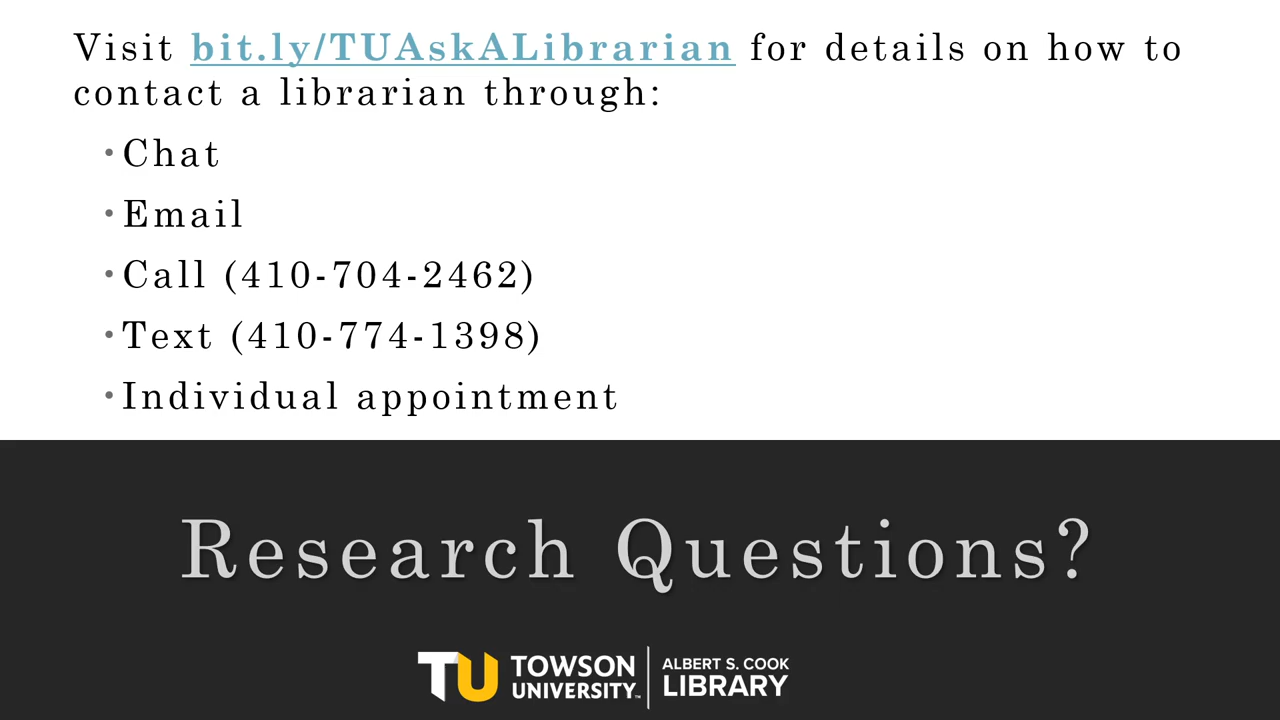 Visit bit.ly/TUAskALibrarian for details on how to
contact a librarian through:
• Chat
• Email
• Call (410-704-2462)
• Text (410-774-1398)
• Individual appointment
Research Questions?
TU TOWSON UNIVERSITY™ | ALBERT S. COOK LIBRARY